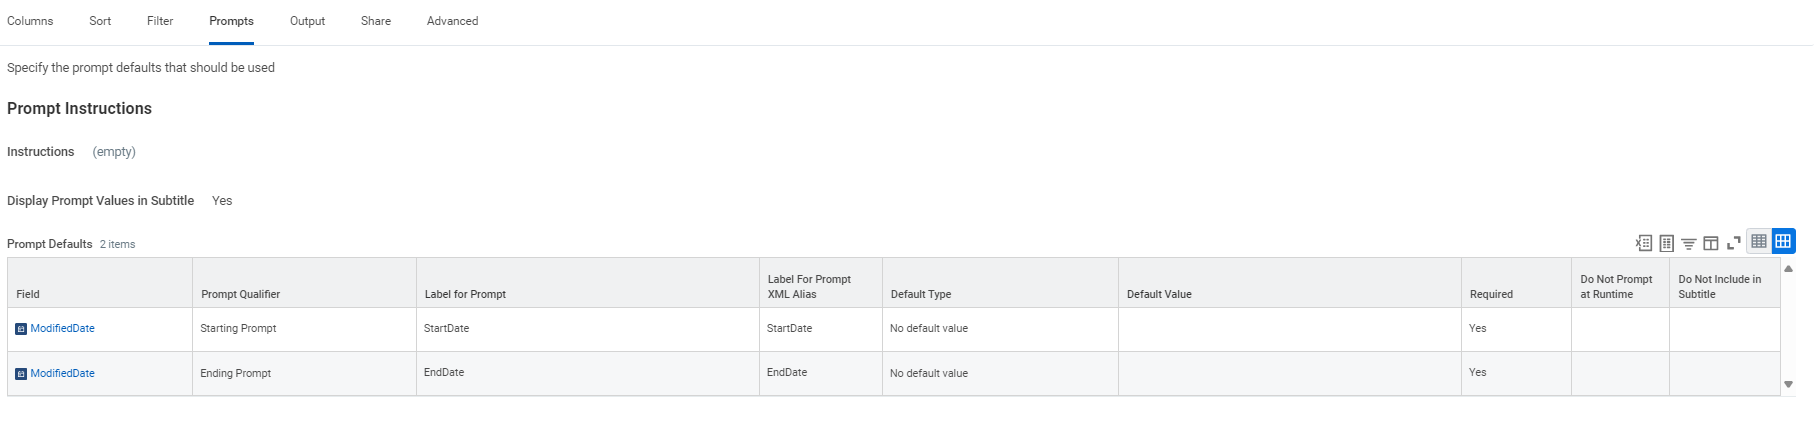 Columns Sort Filter Prompts Output Share Advanced
Specify the prompt defaults that should be used
Prompt Instructions
Instructions (empty)
Display Prompt Values in Subtitle Yes
Prompt Defaults 2 items
Field Prompt Qualifier Label for Prompt Label For Prompt XML Alias Default Type Default Value Required Do Not Prompt at Runtime Do Not Include in Subtitle
ModifiedDate Starting Prompt StartDate StartDate No default value Yes
ModifiedDate Ending Prompt EndDate EndDate No default value Yes